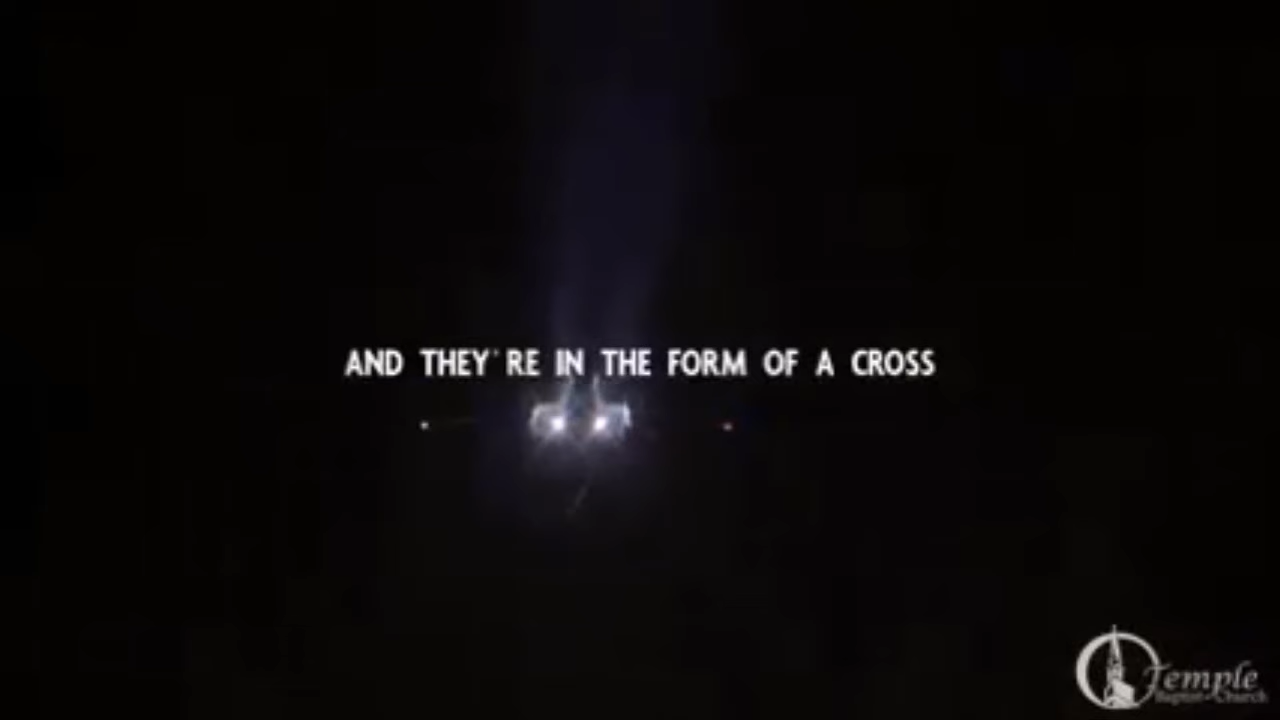 AND THEY'RE IN THE FORM OF A CROSS
Temple
Baptist Church